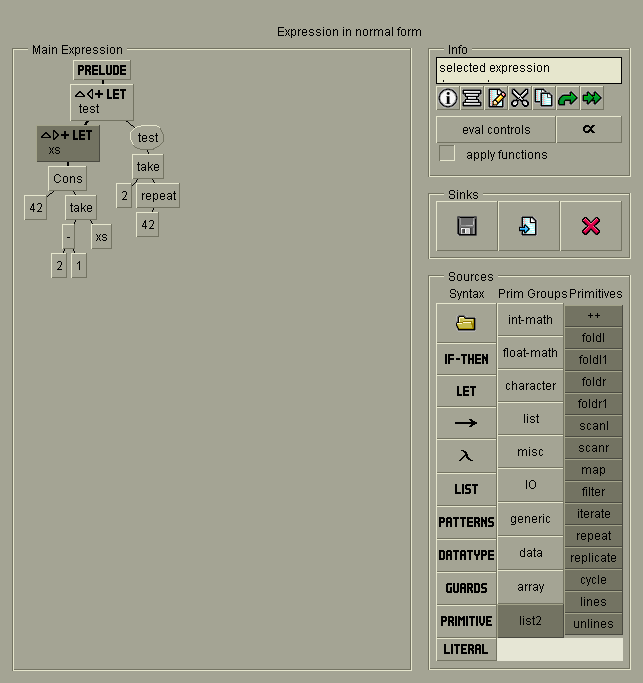 Expression in normal form
Main Expression
PRELUDE
LET
test
LET
xs
test
Cons
take
42
take
2
repeat
-
xs
42
2
1
Info
selected expression
eval controls
∝
apply functions
Sinks
Sources
Syntax
Prim Groups
Primitives
IF-THEN
LET
→
λ
LIST
PATTERNS
DATATYPE
GUARDS
PRIMITIVE
LITERAL
int-math
float-math
character
list
misc
IO
generic
data
array
list2
++
foldl
foldl1
foldr
foldr1
scanl
scanr
map
filter
iterate
repeat
replicate
cycle
lines
unlines